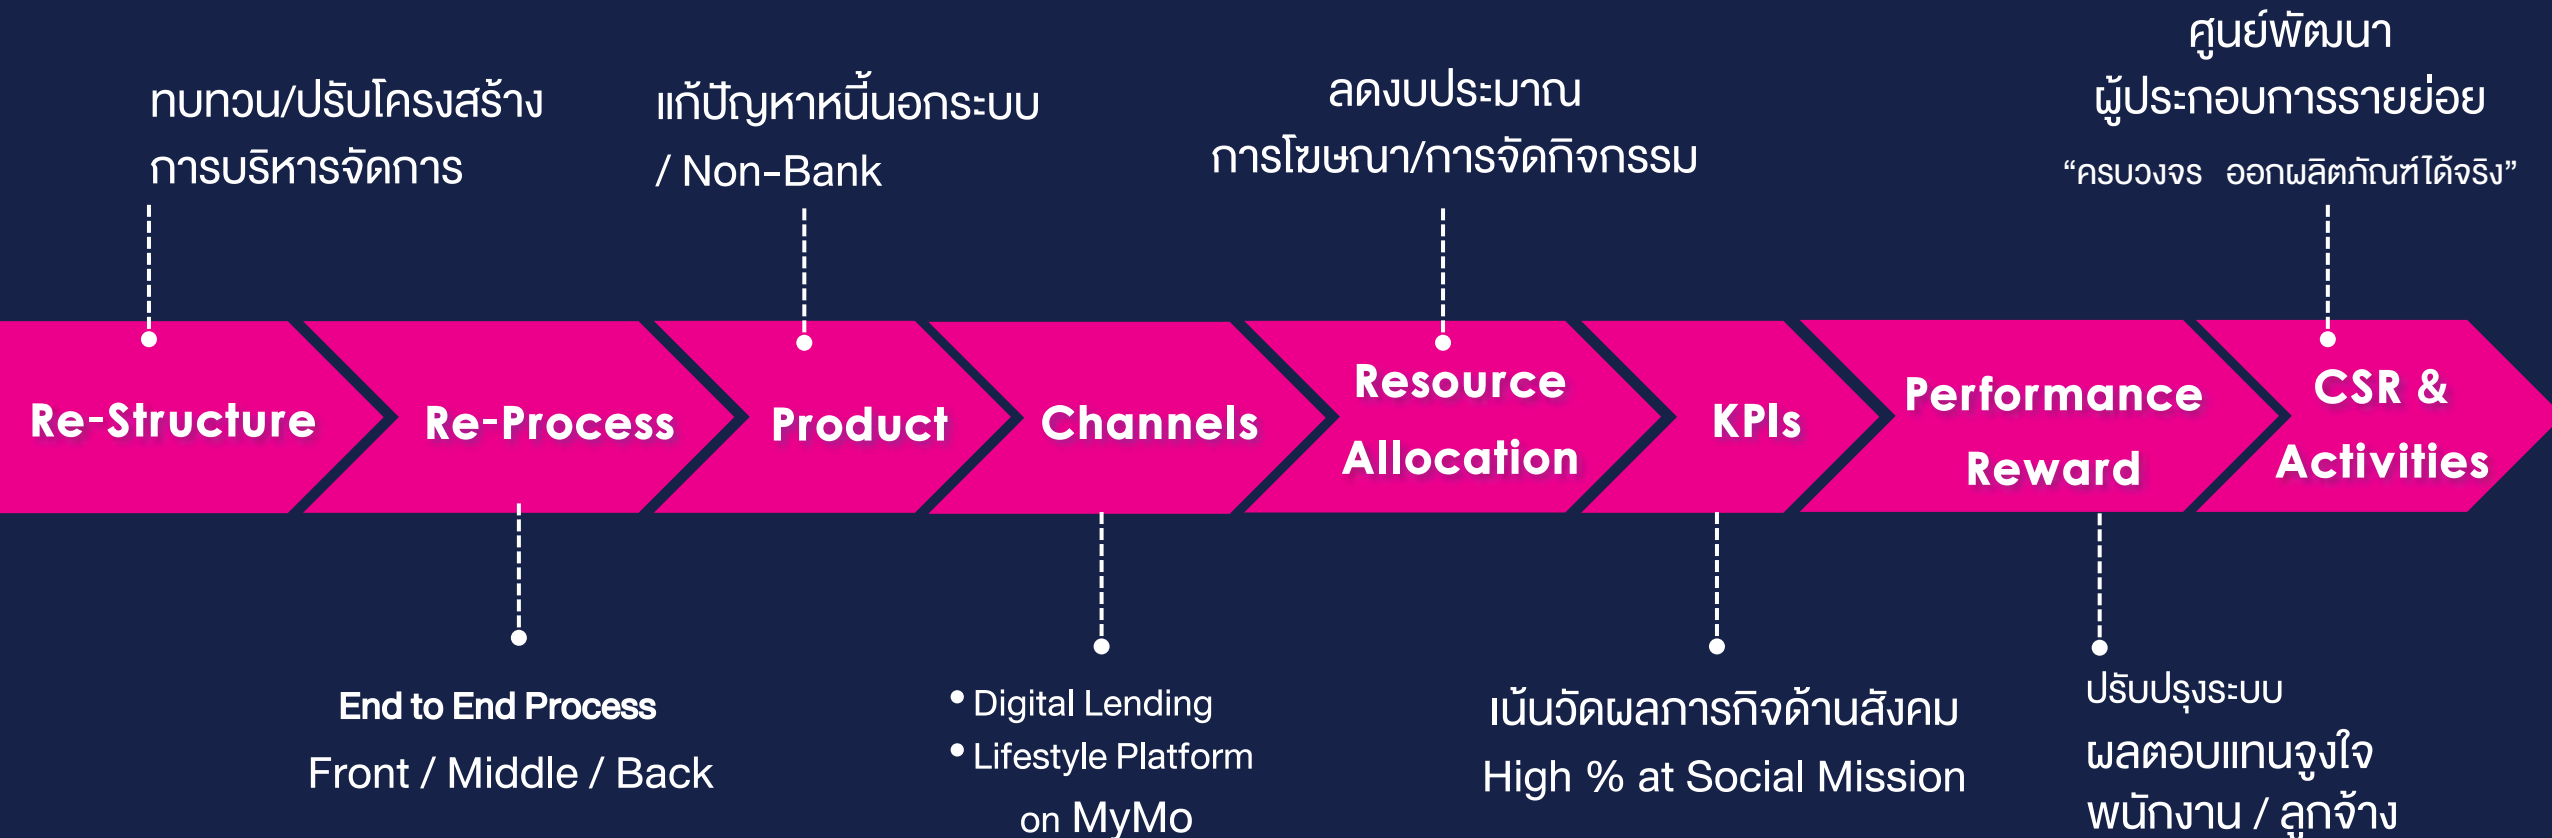 ทบทวน/ปรับโครงสร้าง
การบริหารจัดการ
แก้ปัญหาหนี้นอกระบบ
/ Non-Bank
ลดงบประมาณ
การโฆษณา/การจัดกิจกรรม
ศูนย์พัฒนา
ผู้ประกอบการรายย่อย
“ครบวงจร ออกผลิตภัณฑ์ได้จริง”
Re-Structure
Re-Process
Product
Channels
Resource
Allocation
KPIs
Performance
Reward
CSR &
Activities
End to End Process
Front / Middle / Back
• Digital Lending
• Lifestyle Platform
on MyMo
เน้นวัดผลภารกิจด้านสังคม
High % at Social Mission
ปรับปรุงระบบ
ผลตอบแทนจูงใจ
พนักงาน / ลูกจ้าง